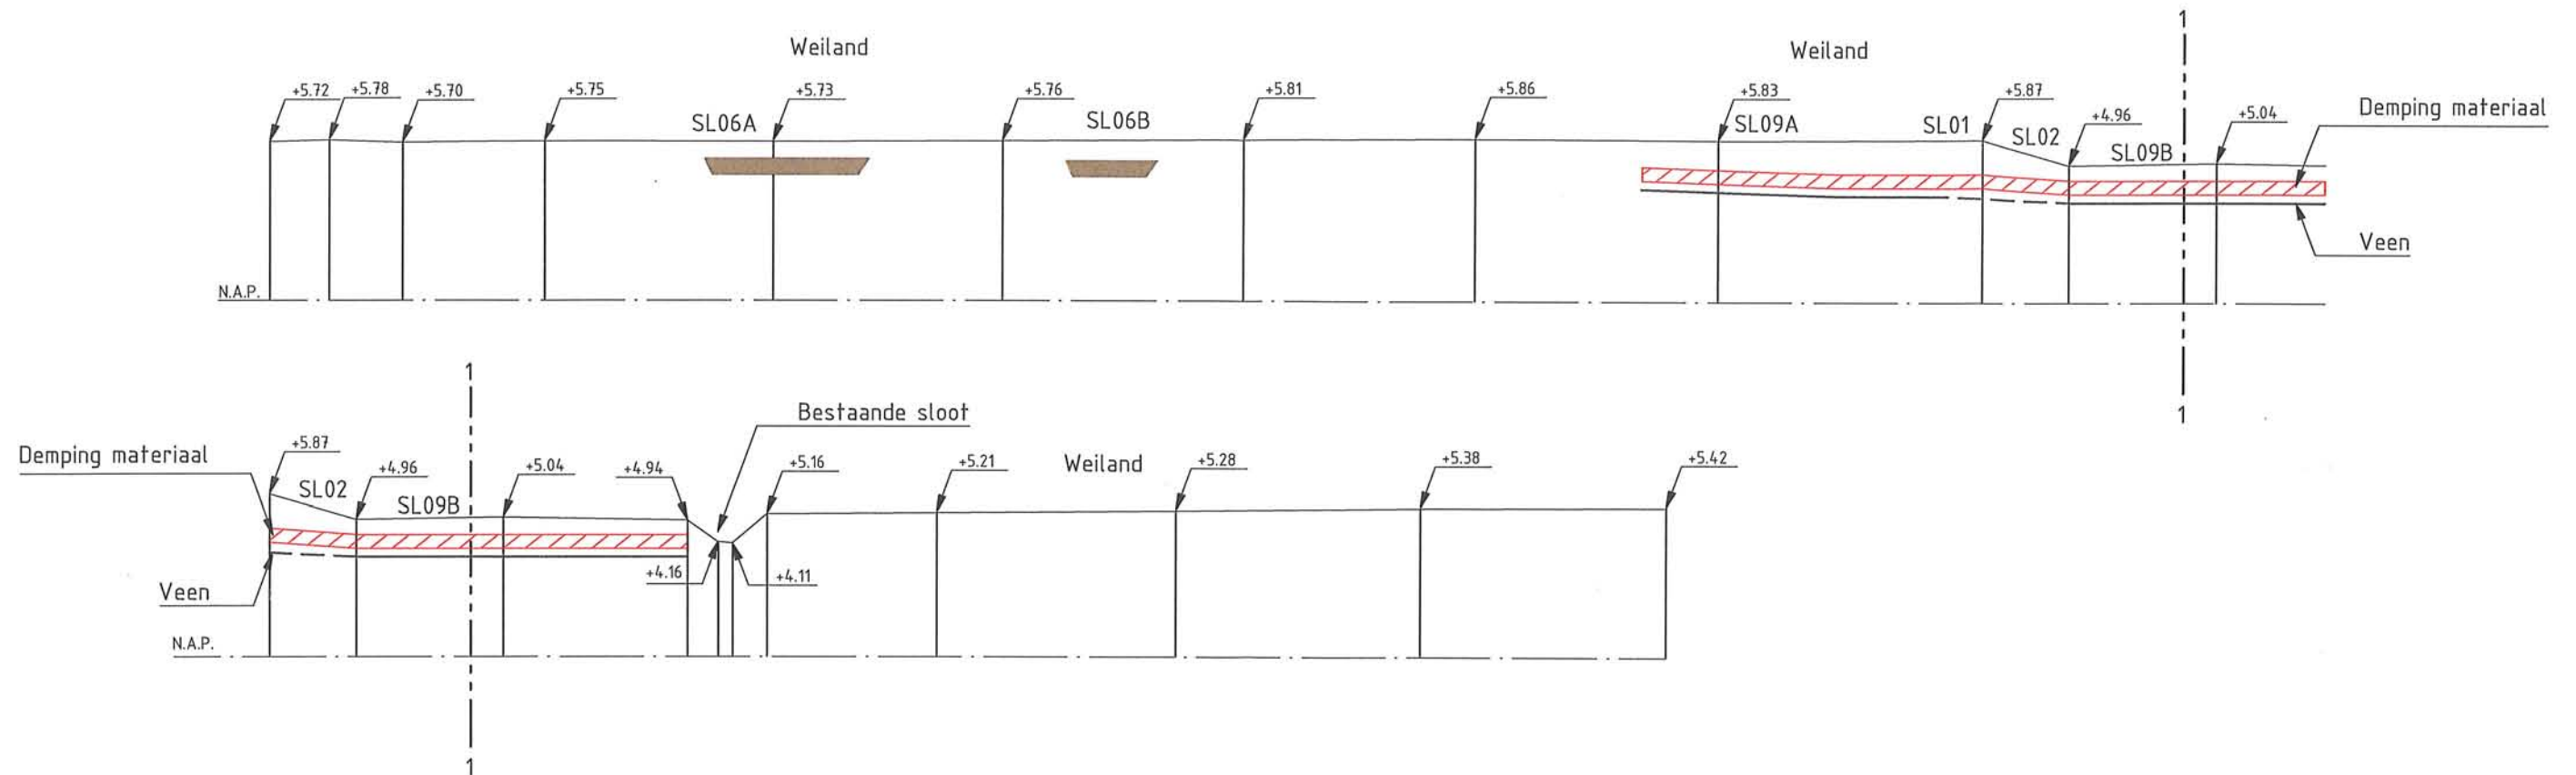 1
Weiland
Weiland
+5.72
+5.78
+5.70
+5.75
+5.73
+5.76
+5.81
+5.86
+5.83
+5.87
+4.96
+5.04
Demping materiaal
SL06A
SL06B
SL09A
SL01
SL02
SL09B
Veen
N.A.P.
1
1
Bestaande sloot
Demping materiaal
+5.87
+4.96
+5.04
+4.94
+5.16
+5.21
Weiland
+5.28
+5.38
+5.42
SL02
SL09B
+4.16
+4.11
Veen
N.A.P.
1